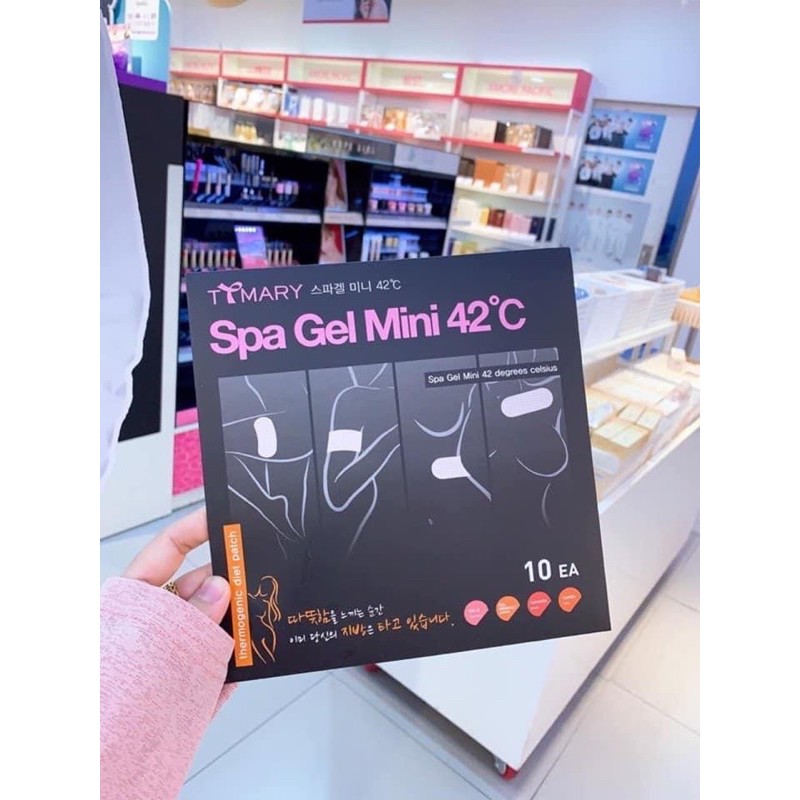 AMORE PACIFIC
TYMARY 스파겔 미니 42℃
Spa Gel Mini 42℃
Spa Gel Mini 42 degrees celsius
thermogenic diet patch
10 EA
따뜻함을 느끼는 순간
이미 당신의 지방은 타고 있습니다.